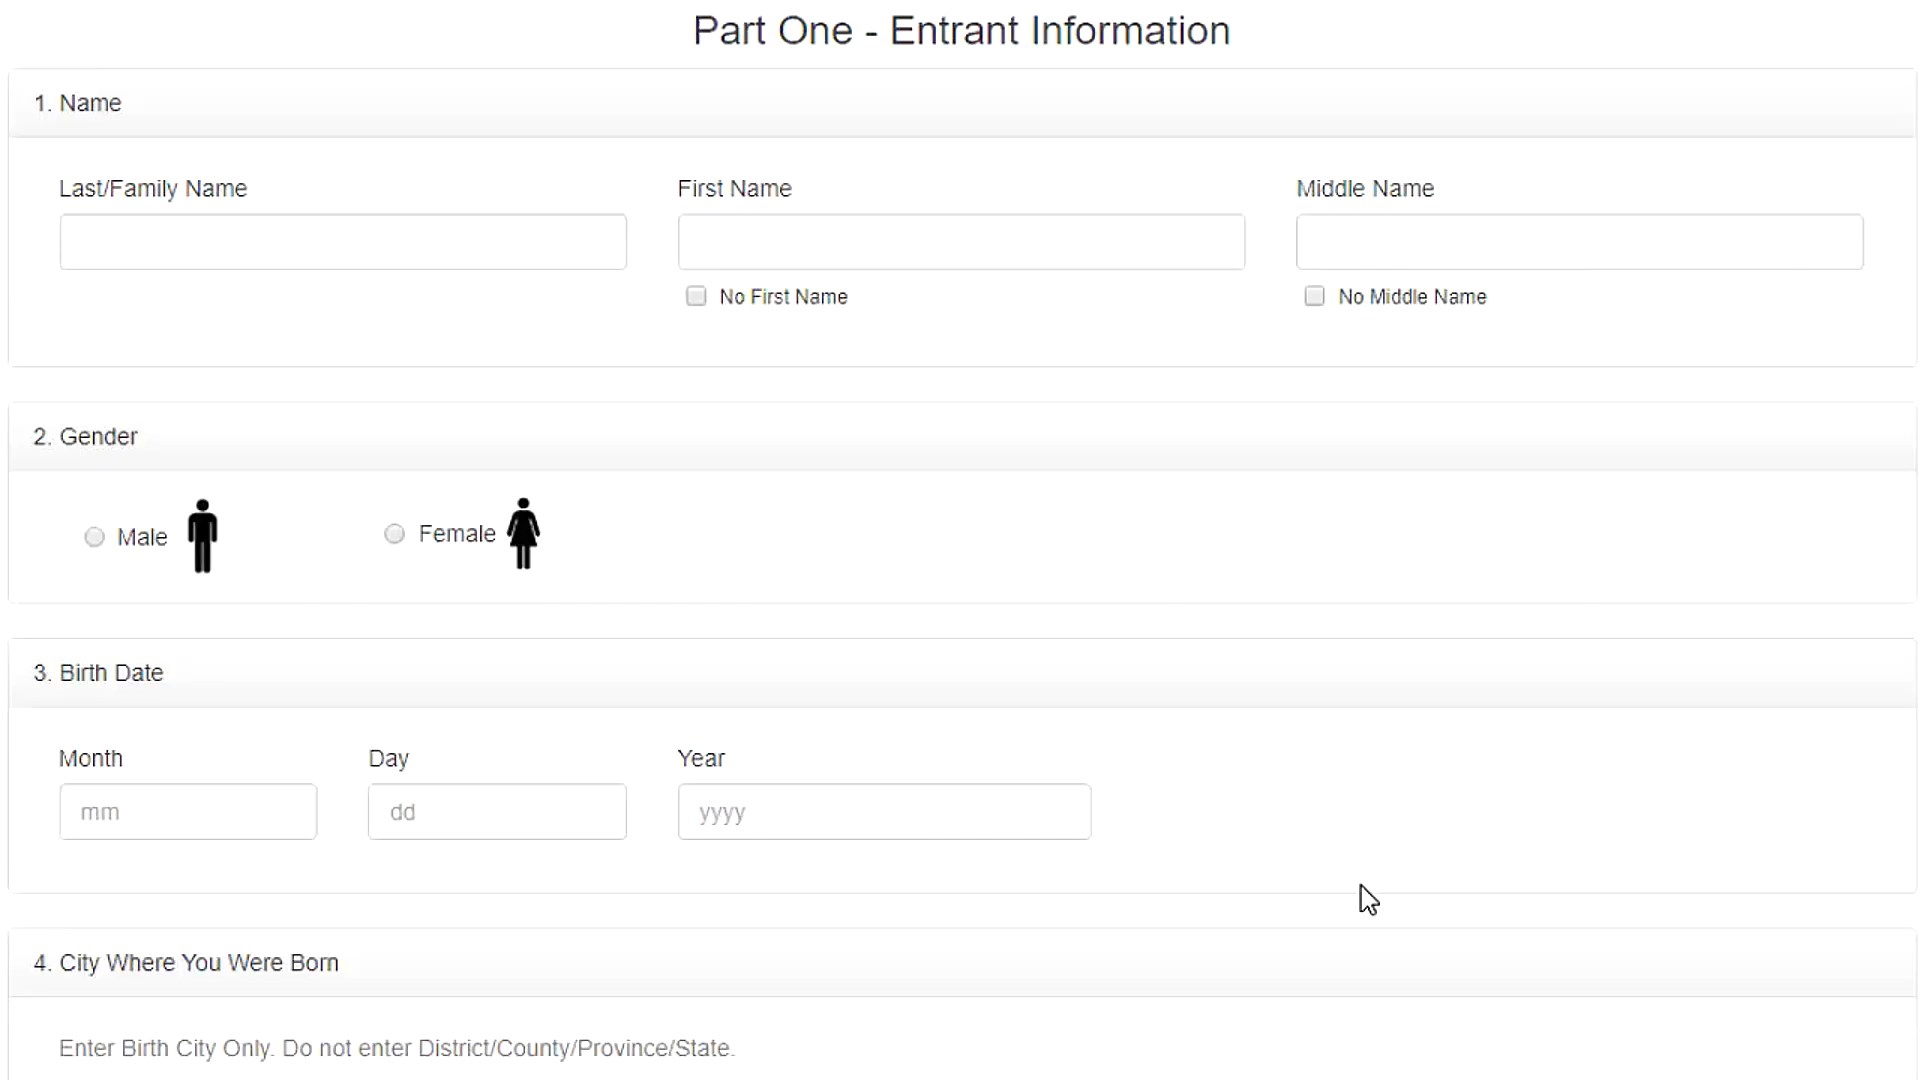 Part One - Entrant Information
1. Name
Last/Family Name First Name Middle Name
No First Name No Middle Name
2. Gender
Male Female
3. Birth Date
Month Day Year
mm dd yyyy
4. City Where You Were Born
Enter Birth City Only. Do not enter District/County/Province/State.